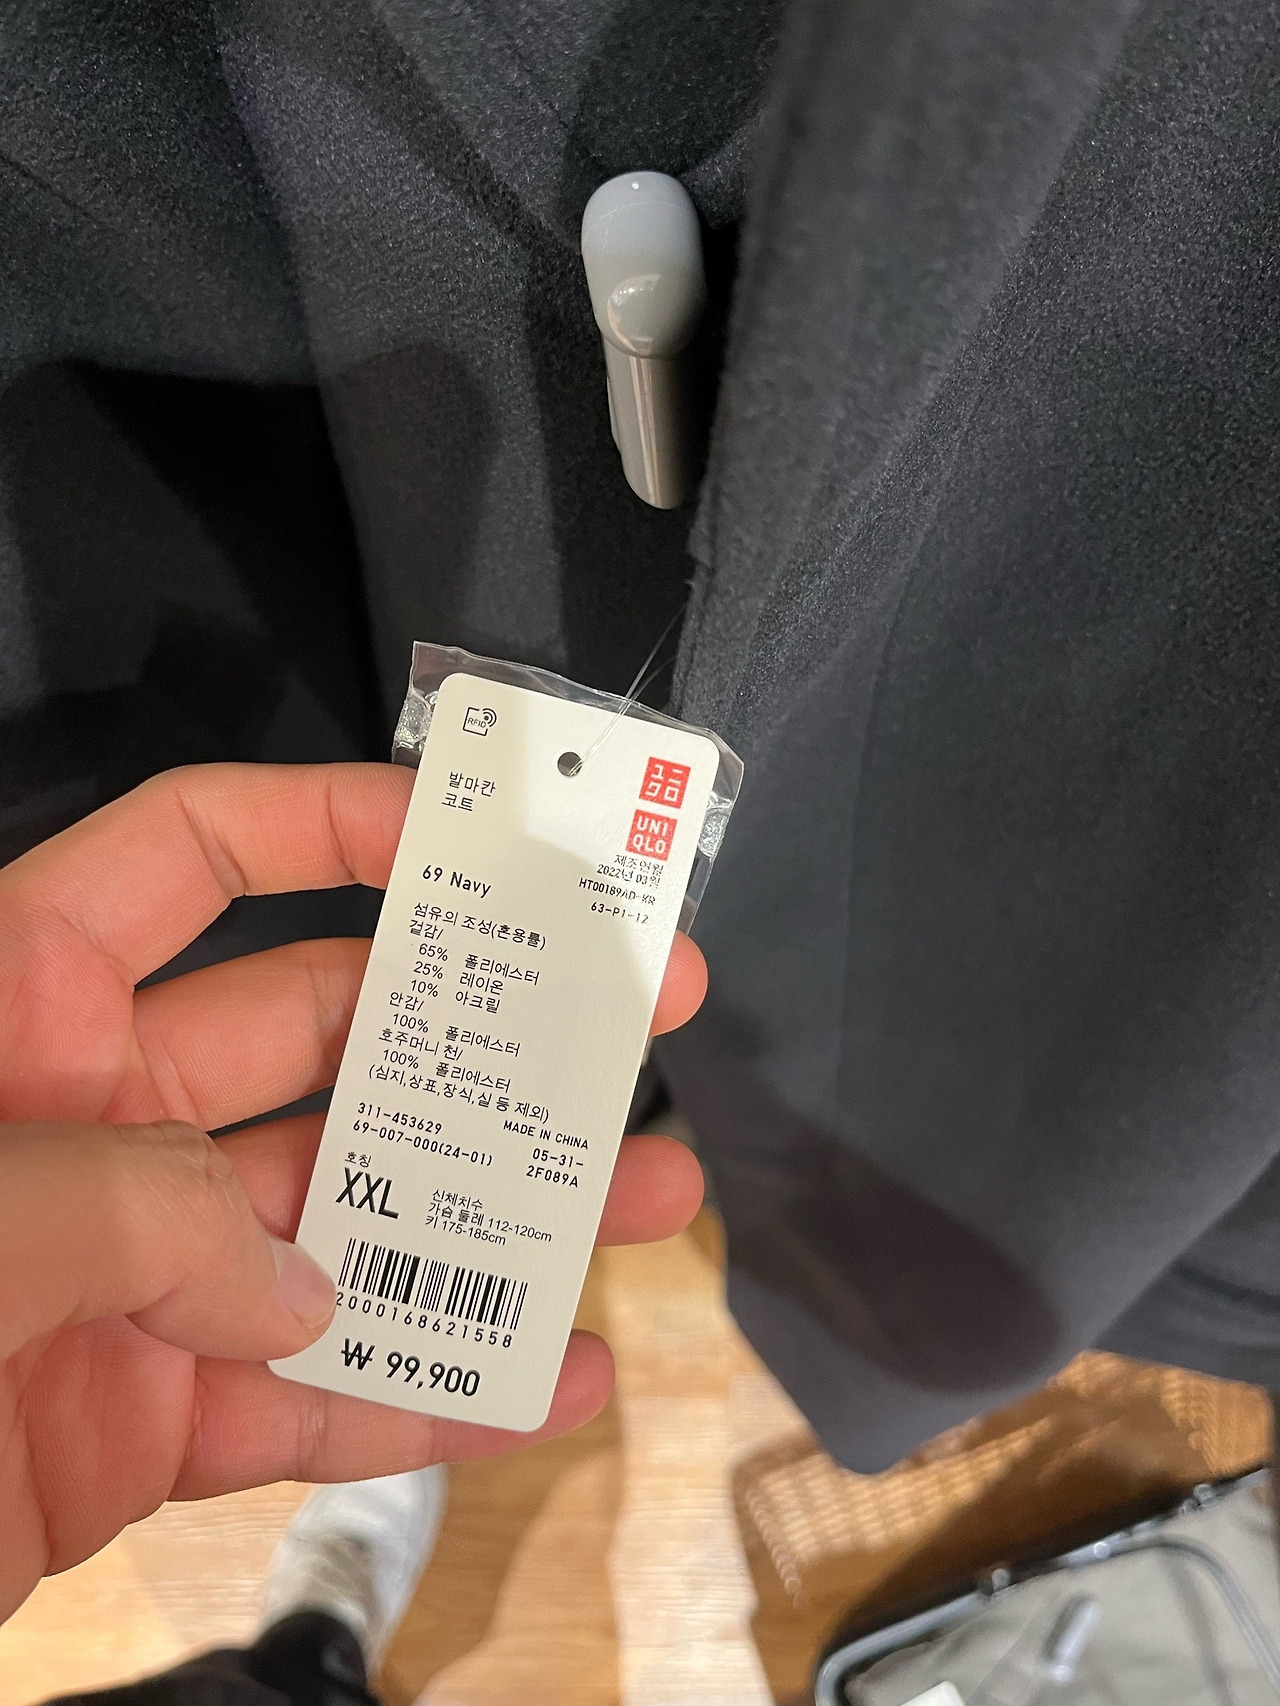 RFID
발마칸
코트
ユニ
クロ
UNI
QLO
제조연월
2022년 03월
HT00189AD-KR
63-P1-12
69 Navy
섬유의 조성(혼용률)
겉감/
65% 폴리에스터
25% 레이온
10% 아크릴
안감/
100% 폴리에스터
호주머니 천/
100% 폴리에스터
(심지,상표,장식,실 등 제외)
311-453629
69-007-000(24-01)
MADE IN CHINA
05-31-
2F089A
호칭
XXL
신체치수
가슴 둘레 112-120cm
키 175-185cm
2000168621558
₩ 99,900